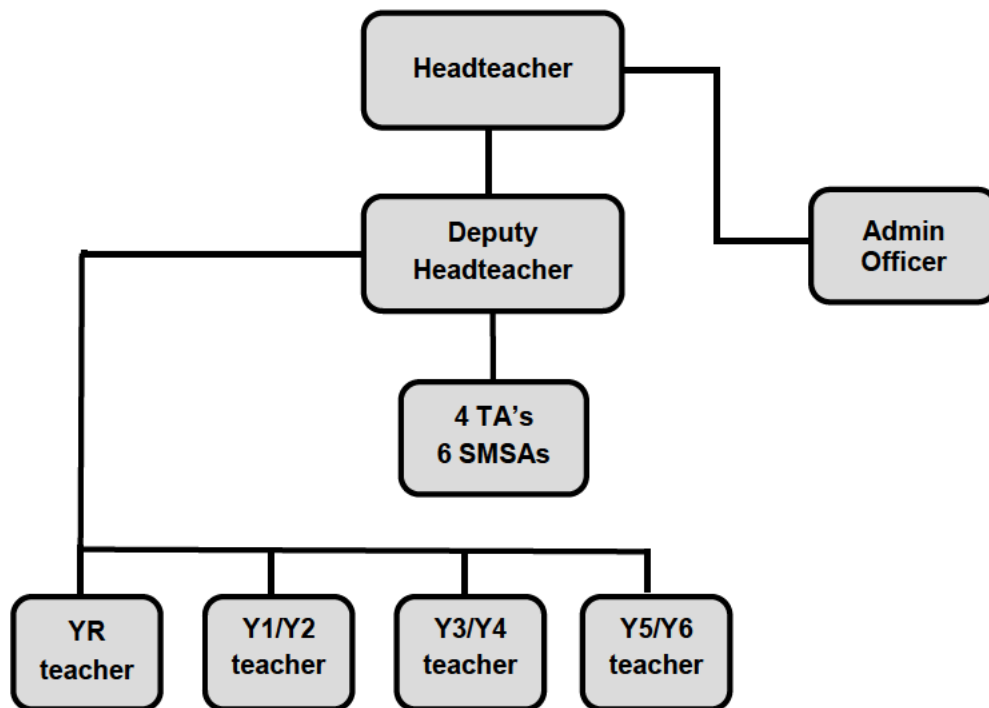 Headteacher
Deputy
Headteacher
Admin
Officer
4 TA’s
6 SMSAs
YR
teacher
Y1/Y2
teacher
Y3/Y4
teacher
Y5/Y6
teacher